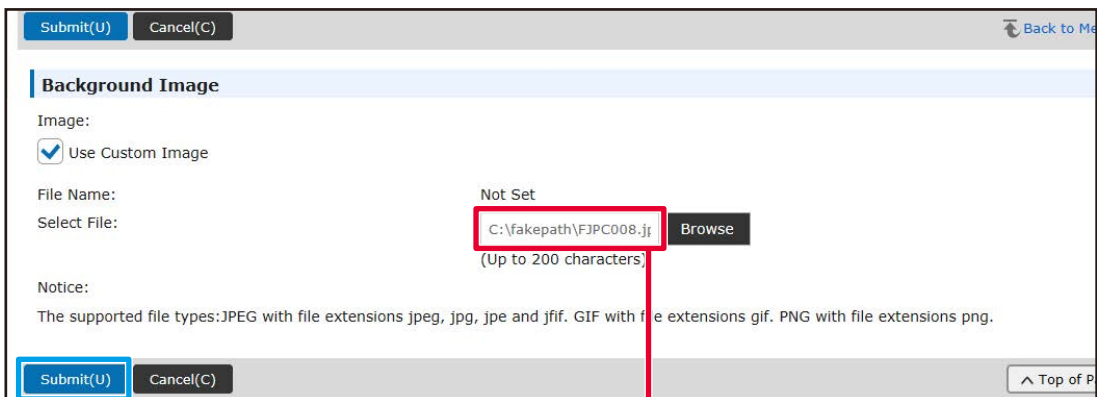 Submit(U) Cancel(C) Back to Me
Background Image
Image:
Use Custom Image
File Name: Not Set
Select File: C:\fakepath\FJPC008.jp Browse
(Up to 200 characters)
Notice:
The supported file types:JPEG with file extensions jpeg, jpg, jpe and jfif. GIF with file extensions gif. PNG with file extensions png.
Submit(U) Cancel(C) Top of P